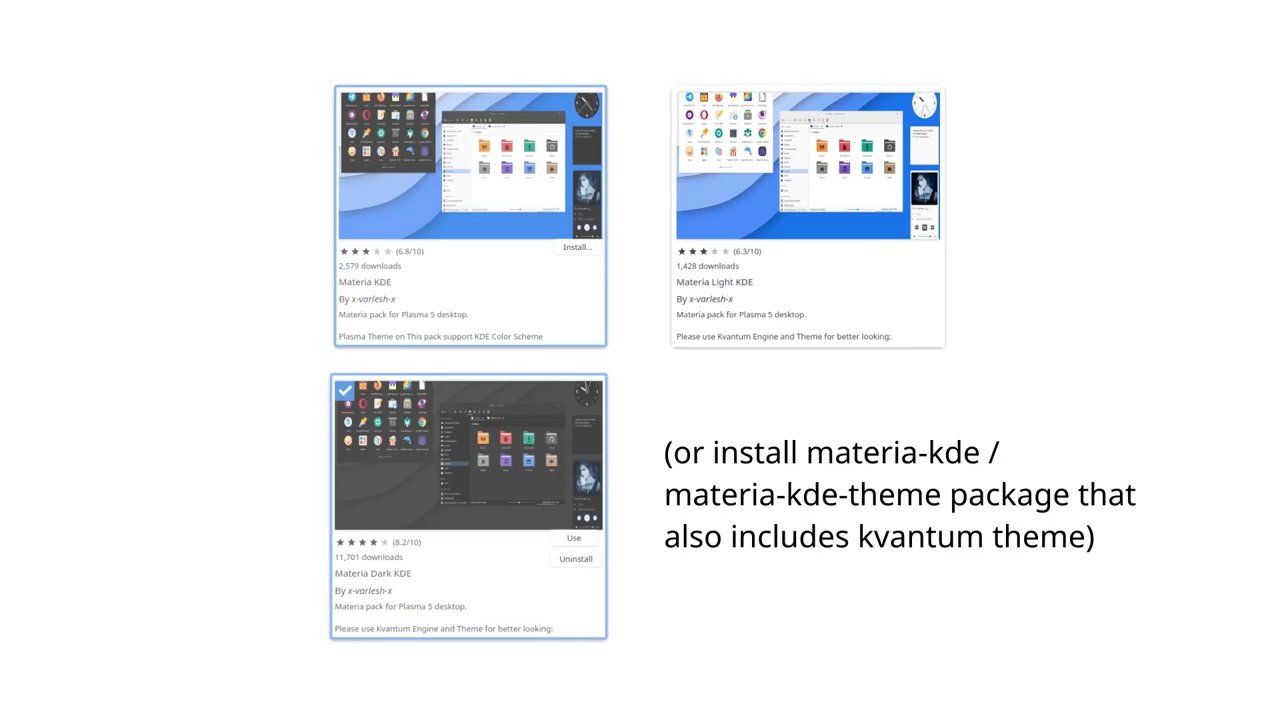 (6.8/10)
Install...
2,579 downloads
Materia KDE
By x-varlesh-x
Materia pack for Plasma 5 desktop.
Plasma Theme on This pack support KDE Color Scheme
(6.3/10)
1,428 downloads
Materia Light KDE
By x-varlesh-x
Materia pack for Plasma 5 desktop.
Please use Kvantum Engine and Theme for better looking:
(8.2/10)
Use
11,701 downloads
Uninstall
Materia Dark KDE
By x-varlesh-x
Materia pack for Plasma 5 desktop.
Please use Kvantum Engine and Theme for better looking:
(or install materia-kde /
materia-kde-theme package that
also includes kvantum theme)